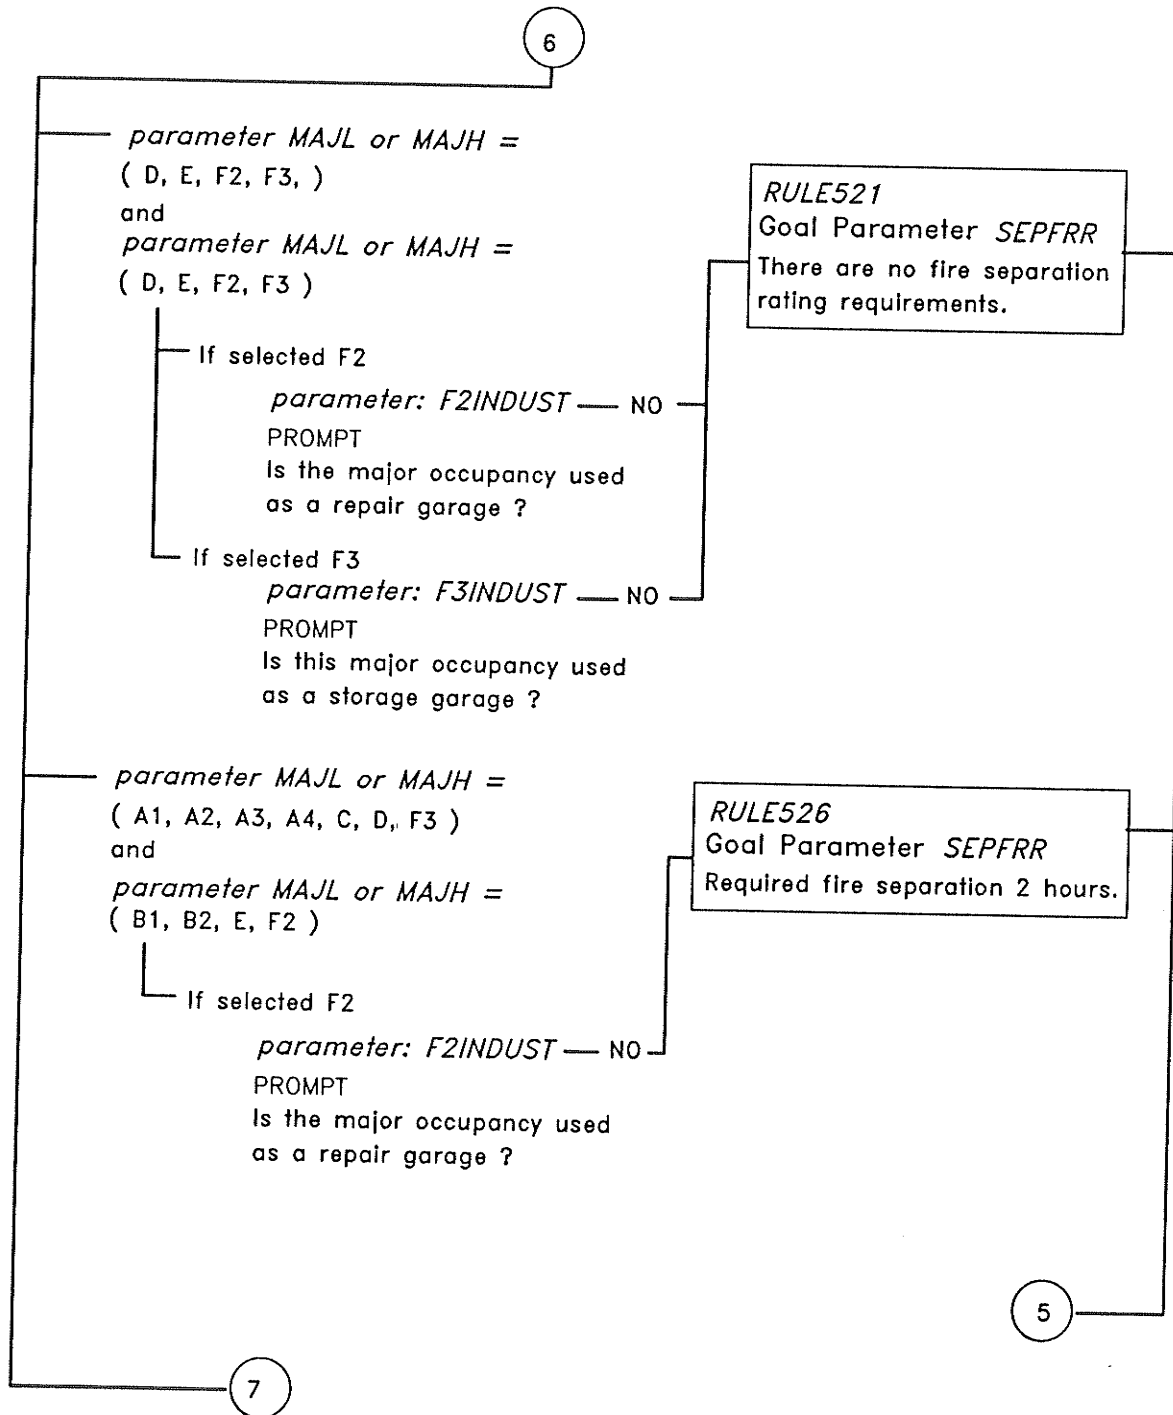 6
parameter MAJL or MAJH =
( D, E, F2, F3, )
and
parameter MAJL or MAJH =
( D, E, F2, F3 )
If selected F2
parameter: F2INDUST — NO
PROMPT
Is the major occupancy used
as a repair garage ?
If selected F3
parameter: F3INDUST — NO
PROMPT
Is this major occupancy used
as a storage garage ?
RULE521
Goal Parameter SEPFRR
There are no fire separation
rating requirements.
parameter MAJL or MAJH =
( A1, A2, A3, A4, C, D, F3 )
and
parameter MAJL or MAJH =
( B1, B2, E, F2 )
If selected F2
parameter: F2INDUST — NO
PROMPT
Is the major occupancy used
as a repair garage ?
RULE526
Goal Parameter SEPFRR
Required fire separation 2 hours.
5
7